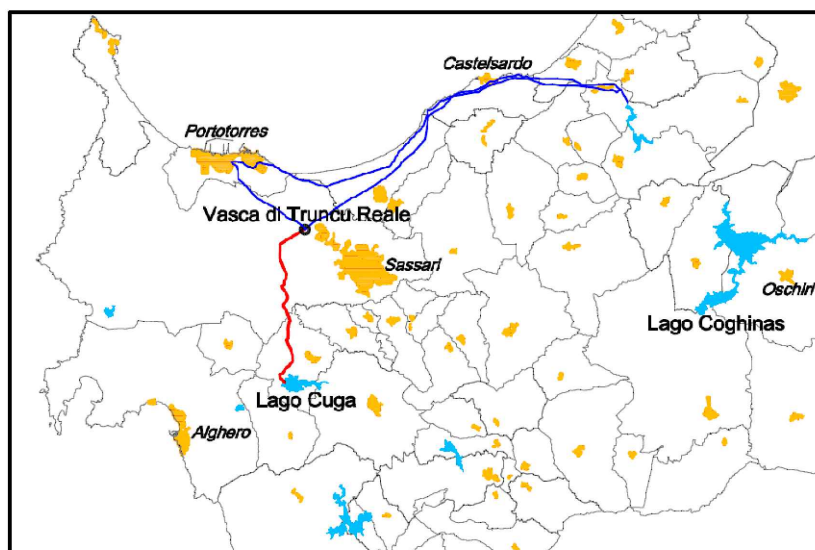 Castelsardo
Portotorres
Vasca di Truncu Reale
Sassari
Oschiri
Lago Coghinas
Lago Cuga
Alghero